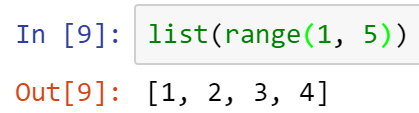 In [9]: list(range(1, 5))
Out[9]: [1, 2, 3, 4]